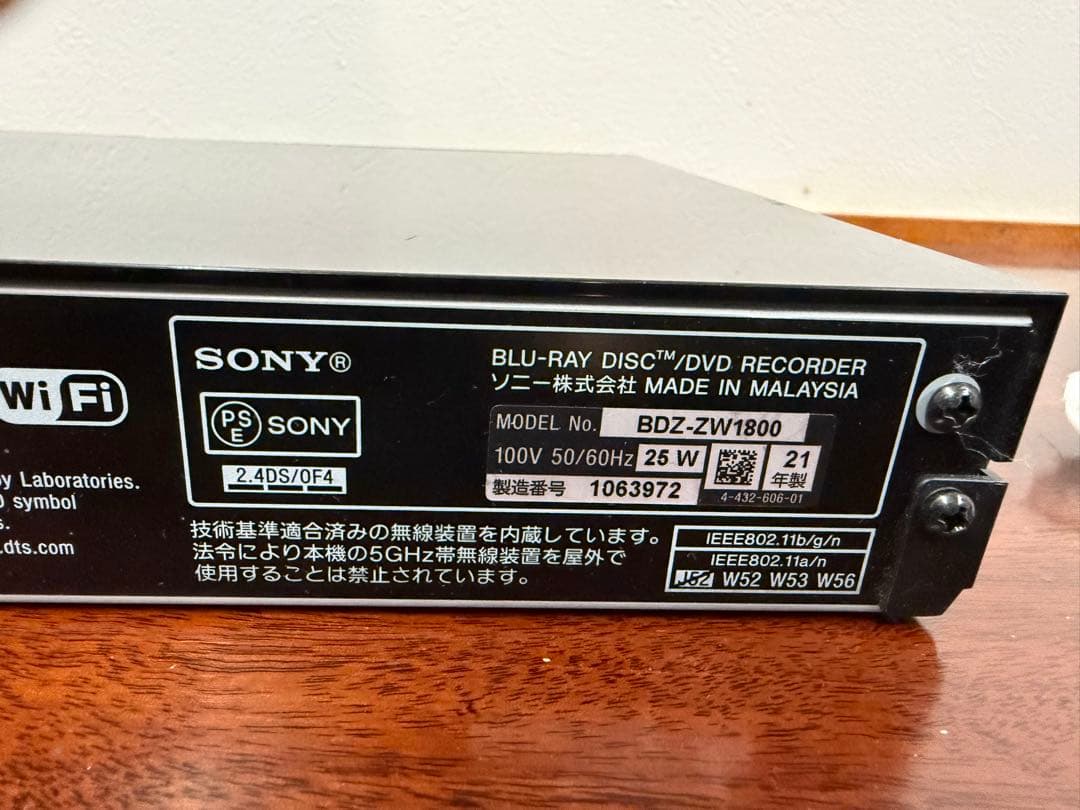 Wi Fi
y Laboratories.
symbol
s.
.dts.com
SONY®
PS
E
SONY
2.4DS/OF4
BLU-RAY DISC™/DVD RECORDER
ソニー株式会社 MADE IN MALAYSIA
MODEL No. BDZ-ZW1800
100V 50/60Hz 25 W
21
年製
製造番号 1063972
4-432-606-01
技術基準適合済みの無線装置を内蔵しています。
法令により本機の5GHz帯無線装置を屋外で
使用することは禁止されています。
IEEE802.11b/g/n
IEEE802.11a/n
J52 W52 W53 W56